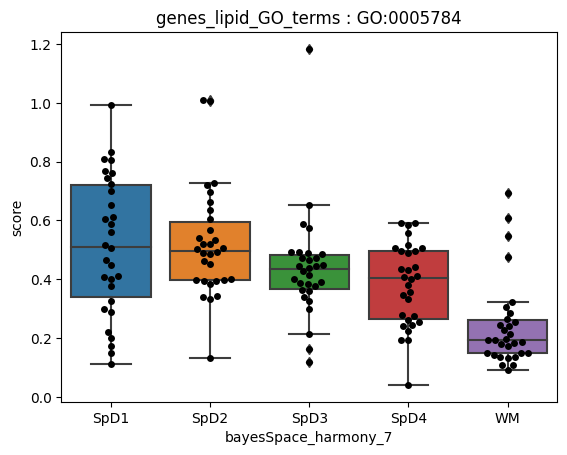 genes_lipid_GO_terms : GO:0005784
1.2
1.0
0.8
0.6
0.4
0.2
0.0
score
SpD1 SpD2 SpD3 SpD4 WM
bayesSpace_harmony_7